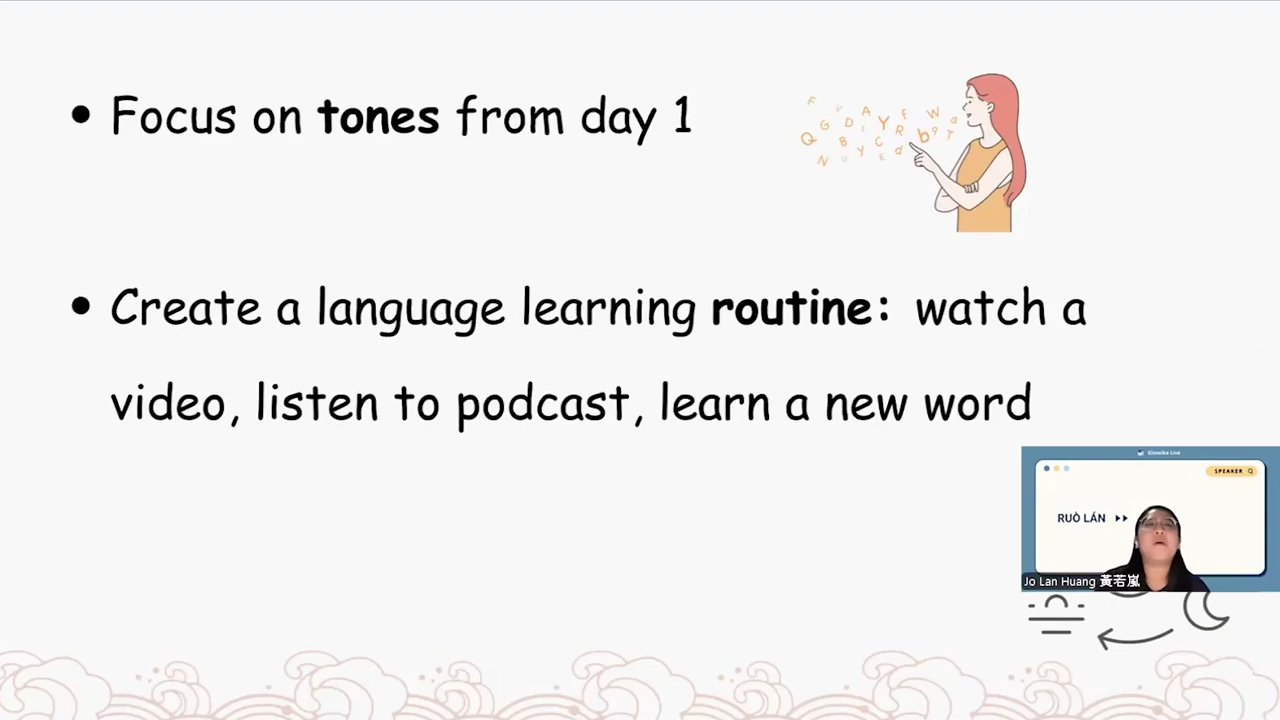 • Focus on tones from day 1
• Create a language learning routine: watch a
video, listen to podcast, learn a new word
SPEAKER
RUÒ LÁN
Jo Lan Huang 黃若嵐